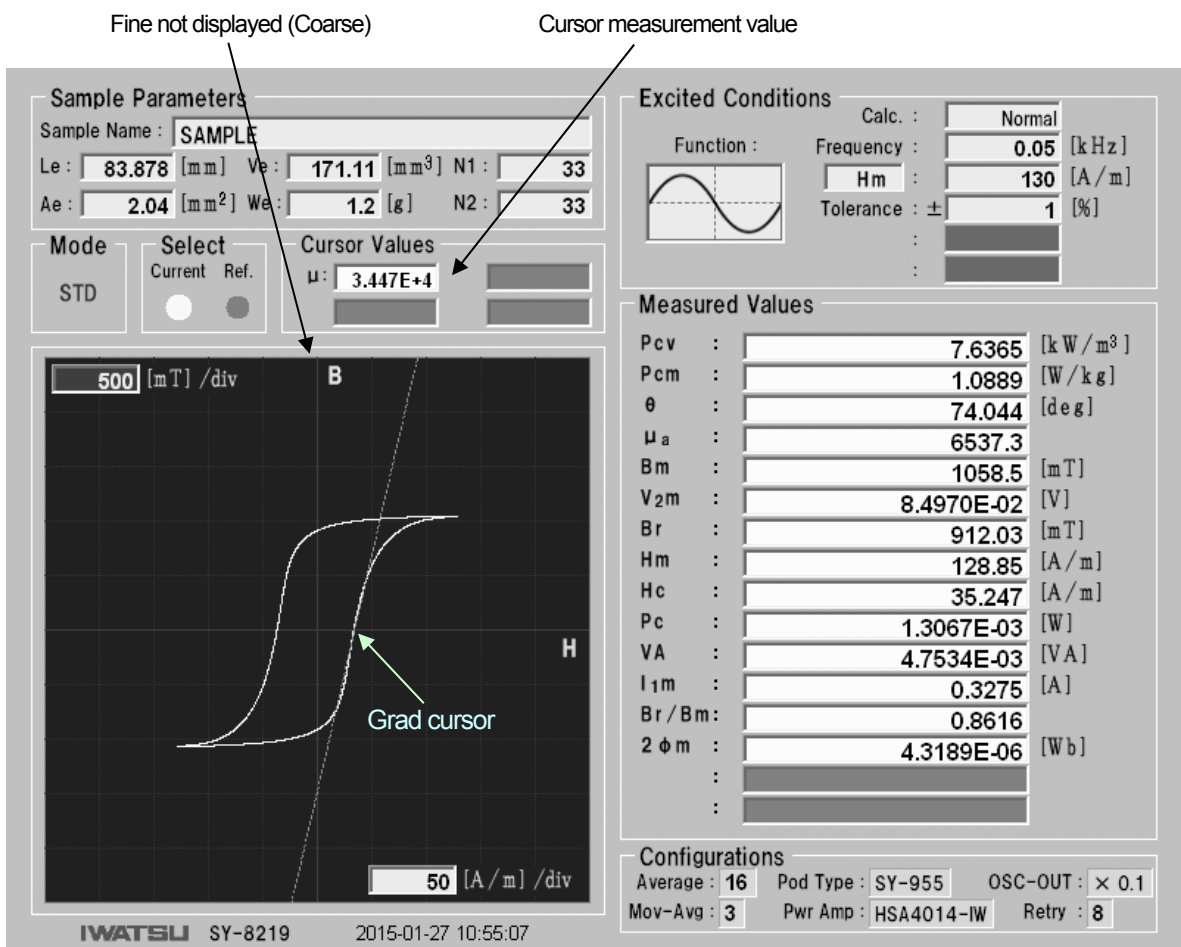 Fine not displayed (Coarse) Cursor measurement value
Sample Parameters
Sample Name : SAMPLE
Le : 83.878 [mm] Ve : 171.11 [mm³] N1 : 33
Ae : 2.04 [mm²] We : 1.2 [g] N2 : 33
Mode
STD
Select
Current Ref.
Cursor Values
μ : 3.447E+4
500 [mT] /div
B
H
Grad cursor
50 [A/m] /div
IWATSU SY-8219 2015-01-27 10:55:07
Excited Conditions
Calc. : Normal
Function : Frequency : 0.05 [kHz]
Hm : 130 [A/m]
Tolerance : ± 1 [%]
:
:
Measured Values
Pcv : 7.6365 [kW/m³]
Pcm : 1.0889 [W/kg]
θ : 74.044 [deg]
μa : 6537.3
Bm : 1058.5 [mT]
V2m : 8.4970E-02 [V]
Br : 912.03 [mT]
Hm : 128.85 [A/m]
Hc : 35.247 [A/m]
Pc : 1.3067E-03 [W]
VA : 4.7534E-03 [VA]
I1m : 0.3275 [A]
Br/Bm: 0.8616
2φm : 4.3189E-06 [Wb]
:
:
Configurations
Average : 16 Pod Type : SY-955 OSC-OUT : × 0.1
Mov-Avg : 3 Pwr Amp : HSA4014-IW Retry : 8